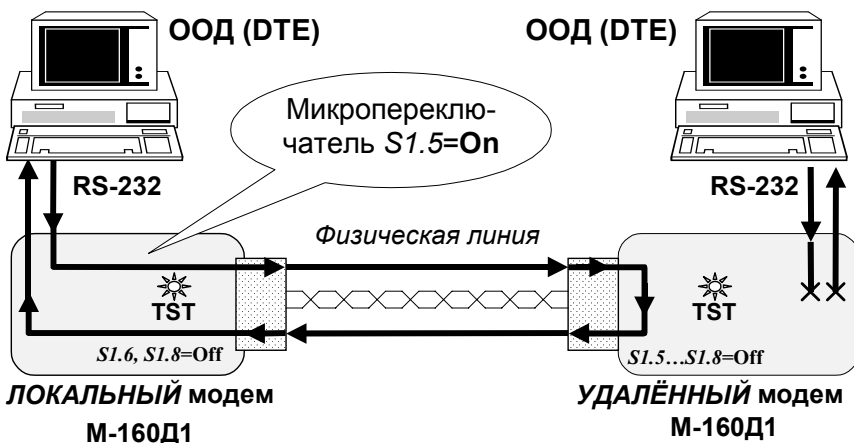 ООД (DTE)
ООД (DTE)
Микропереклю-
чатель S1.5=On
RS-232
RS-232
Физическая линия
TST
TST
S1.6, S1.8=Off
S1.5...S1.8=Off
ЛОКАЛЬНЫЙ модем
М-160Д1
УДАЛЁННЫЙ модем
М-160Д1